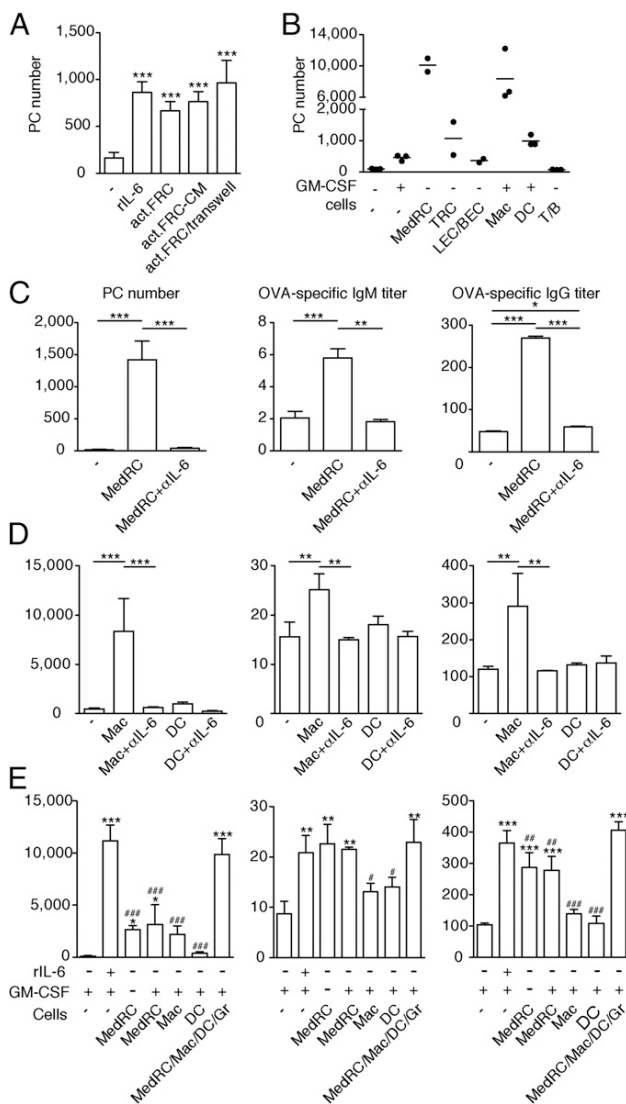 A
PC number
1,500
1,000
500
0
***
***
***
***
-
rIL-6
act.FRC
act.FRC-CM
act.FRC/transwell
B
PC number
10,000
6,000
2,000
1,000
0
GM-CSF - + - - - + + -
cells - - MedRC TRC LEC/BEC Mac DC T/B
C
PC number
2,000
1,500
1,000
500
0
*** ***
-
MedRC
MedRC+αIL-6
OVA-specific IgM titer
8
6
4
2
0
*** **
-
MedRC
MedRC+αIL-6
OVA-specific IgG titer
250
150
50
0
*
*** ***
-
MedRC
MedRC+αIL-6
D
15,000
10,000
5,000
0
*** ***
-
Mac
Mac+αIL-6
DC
DC+αIL-6
30
20
10
0
** **
-
Mac
Mac+αIL-6
DC
DC+αIL-6
400
300
200
100
0
** **
-
Mac
Mac+αIL-6
DC
DC+αIL-6
E
15,000
10,000
5,000
0
***
###
*
###
*
###
###
***
30
20
10
0
**
**
**
#
#
**
500
400
300
200
100
0
***
##
***
##
***
###
###
***
rIL-6 - + - - - - - - + - - - - - - + - - - - -
GM-CSF + + - + + + + + + - + + + + + + - + + + +
Cells - - MedRC MedRC Mac DC MedRC/Mac/DC/Gr - - MedRC MedRC Mac DC MedRC/Mac/DC/Gr - - MedRC MedRC Mac DC MedRC/Mac/DC/Gr